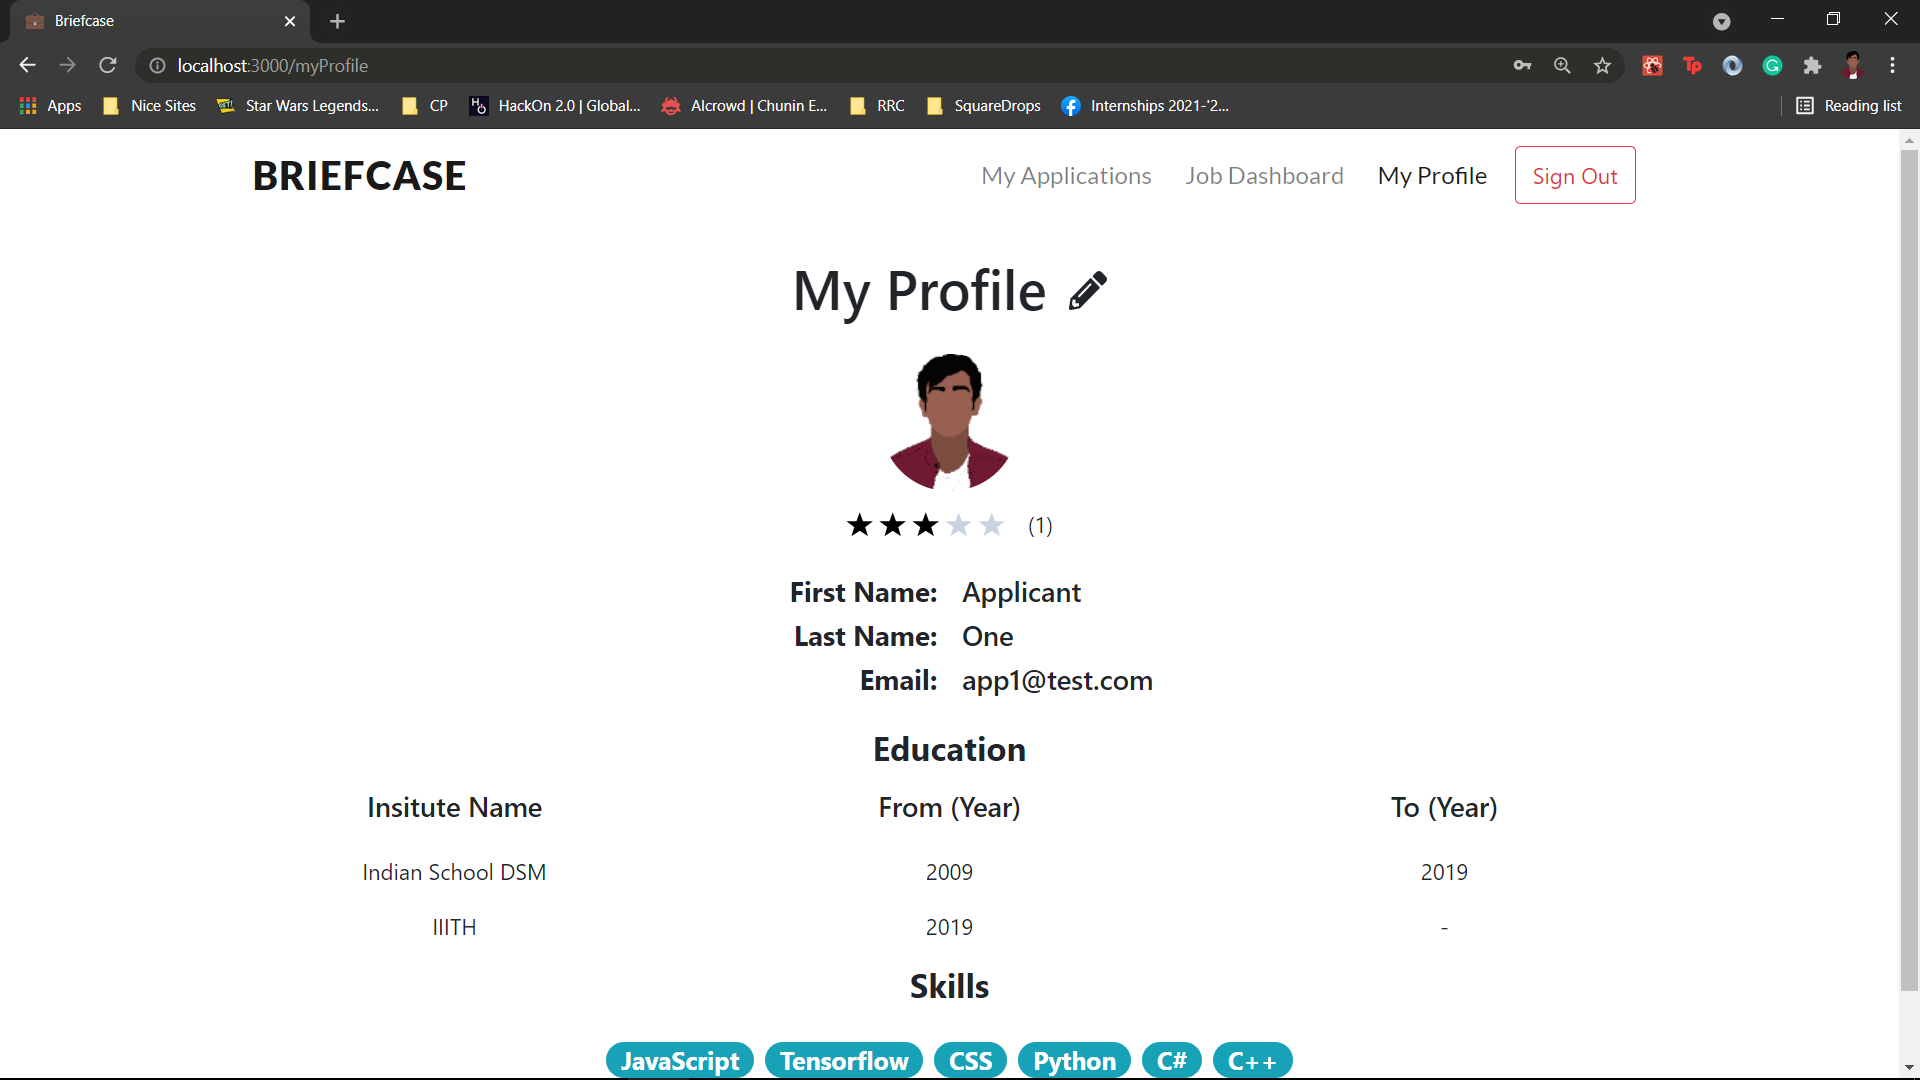 Briefcase
localhost:3000/myProfile
Apps Nice Sites Star Wars Legends... CP HackOn 2.0 | Global... AIcrowd | Chunin E... RRC SquareDrops Internships 2021-'2... Reading list
BRIEFCASE My Applications Job Dashboard My Profile Sign Out
My Profile
(1)
First Name: Applicant
Last Name: One
Email: app1@test.com
Education
Insitute Name From (Year) To (Year)
Indian School DSM 2009 2019
IIITH 2019 -
Skills
JavaScript Tensorflow CSS Python C# C++